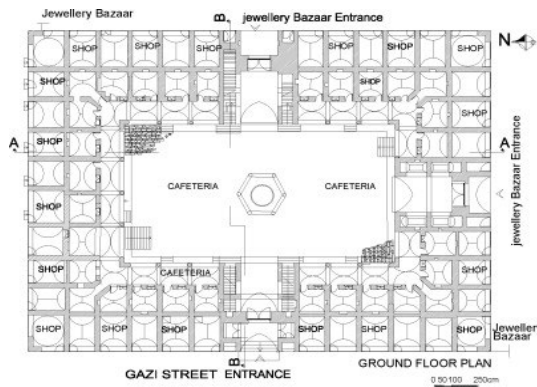 Jewellery Bazaar
B
jewellery Bazaar Entrance
N
SHOP
SHOP
SHOP
SHOP
SHOP
SHOP
SHOP
SHOP
SHOP
A
SHOP
A
jewellery Bazaar Entrance
CAFETERIA
CAFETERIA
SHOP
SHOP
CAFETERIA
SHOP
SHOP
SHOP
SHOP
SHOP
SHOP
SHOP
Jewellery
Bazaar
B
GAZI STREET ENTRANCE
GROUND FLOOR PLAN
0 50 100 250cm